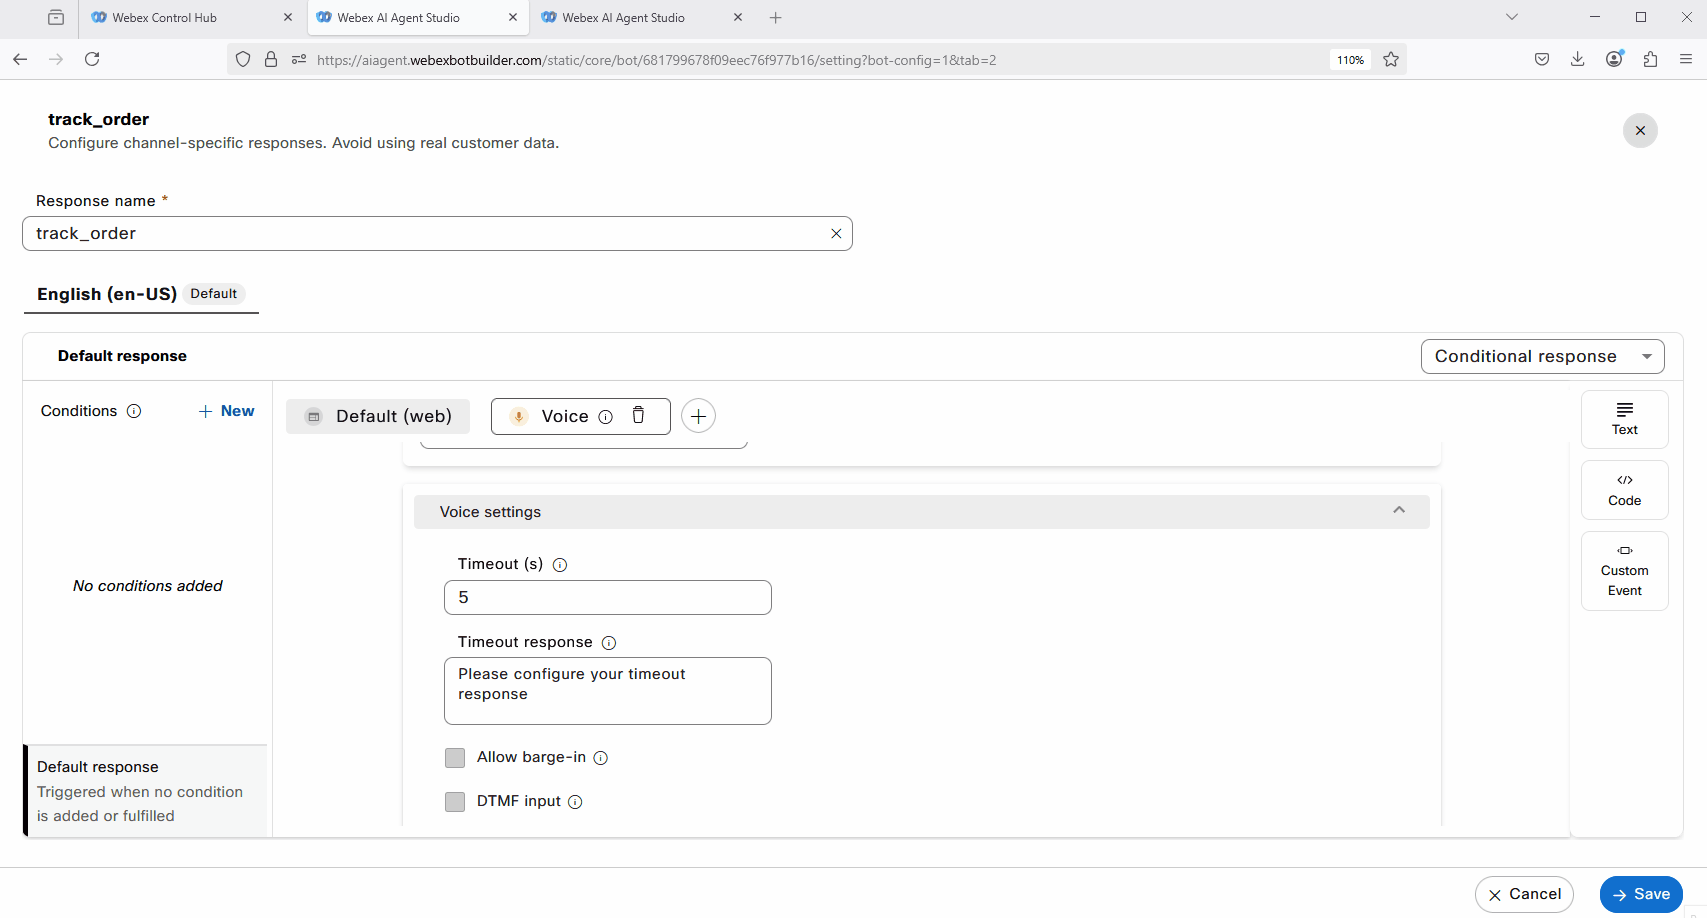 Webex Control Hub
Webex AI Agent Studio
Webex AI Agent Studio
https://aiagent.webexbotbuilder.com/static/core/bot/681799678f09eec76f977b16/setting?bot-config=1&tab=2
110%
track_order
Configure channel-specific responses. Avoid using real customer data.
Response name *
track_order
English (en-US) Default
Default response
Conditional response
Conditions
New
Default (web)
Voice
Text
Voice settings
Code
Timeout (s)
5
Custom
Event
No conditions added
Timeout response
Please configure your timeout
response
Allow barge-in
Default response
Triggered when no condition
is added or fulfilled
DTMF input
Cancel
Save